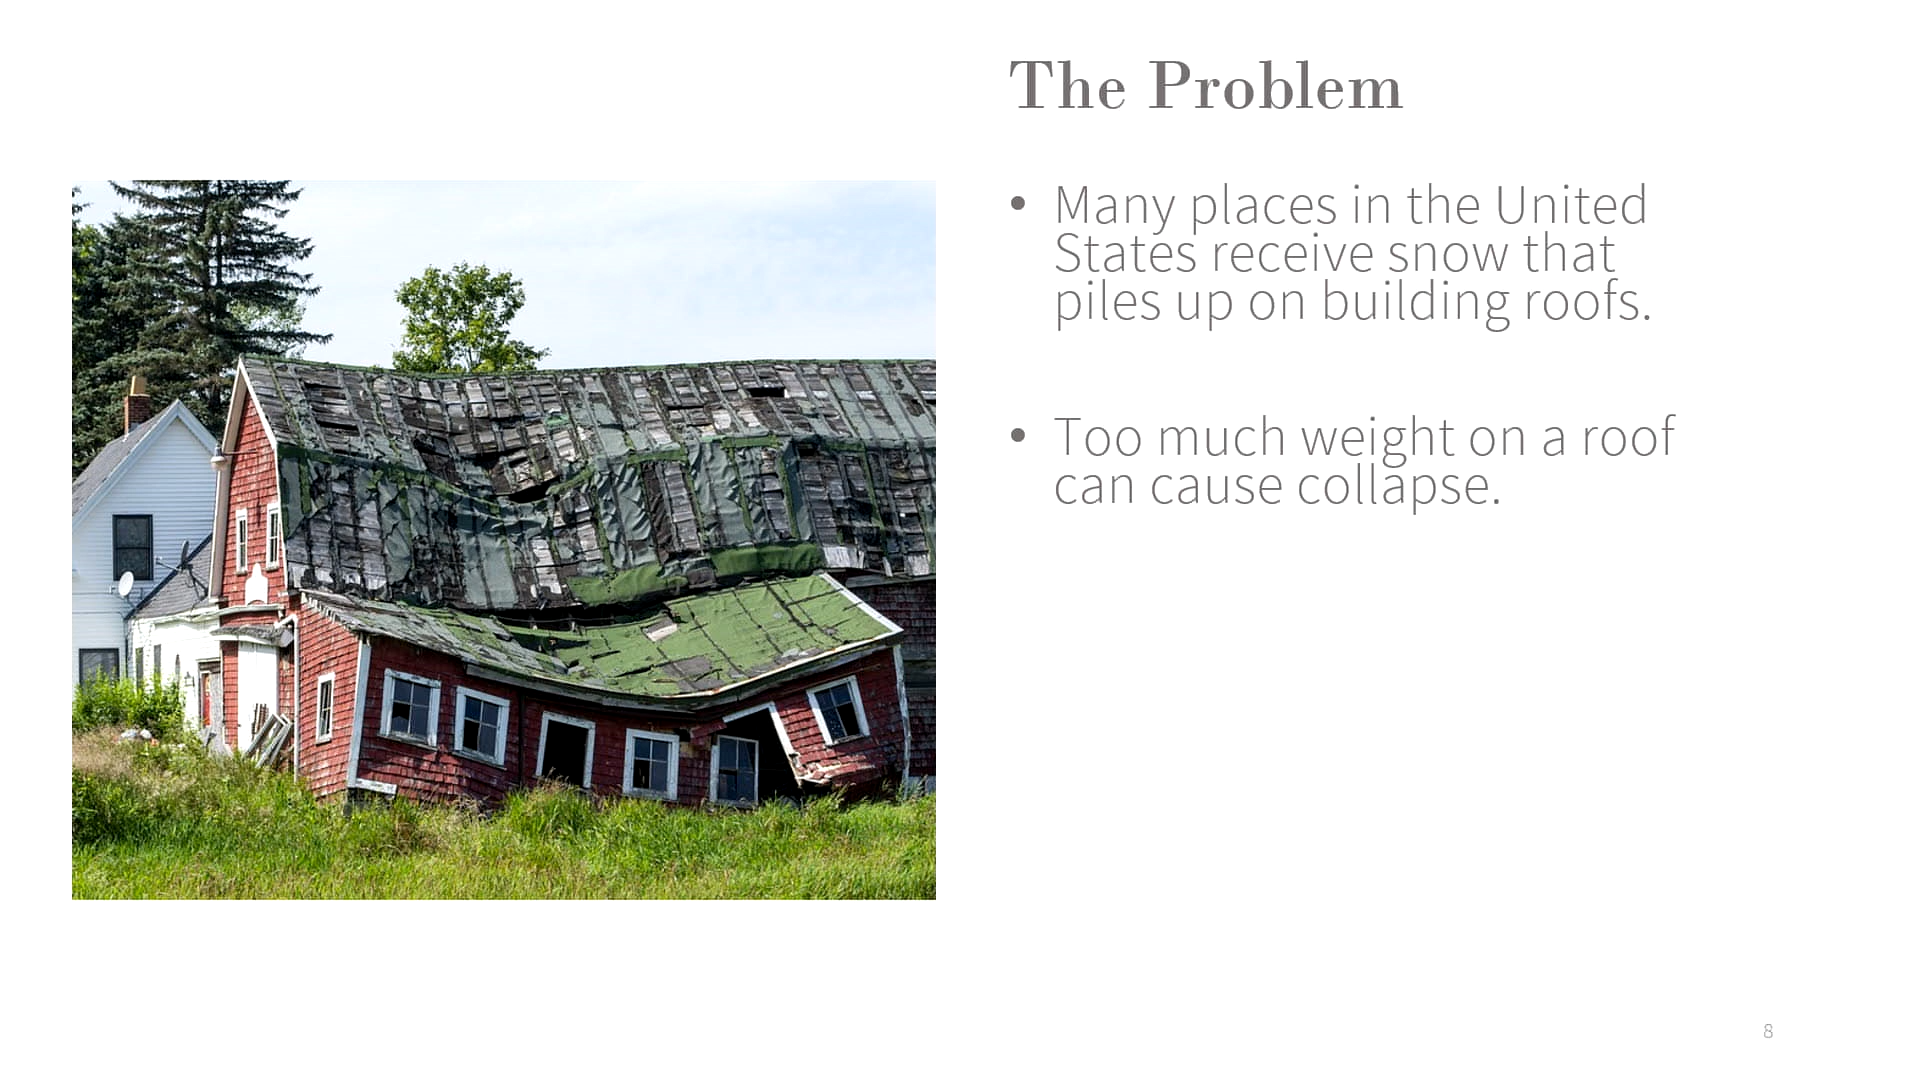 The Problem
• Many places in the United
States receive snow that
piles up on building roofs.
• Too much weight on a roof
can cause collapse.
8